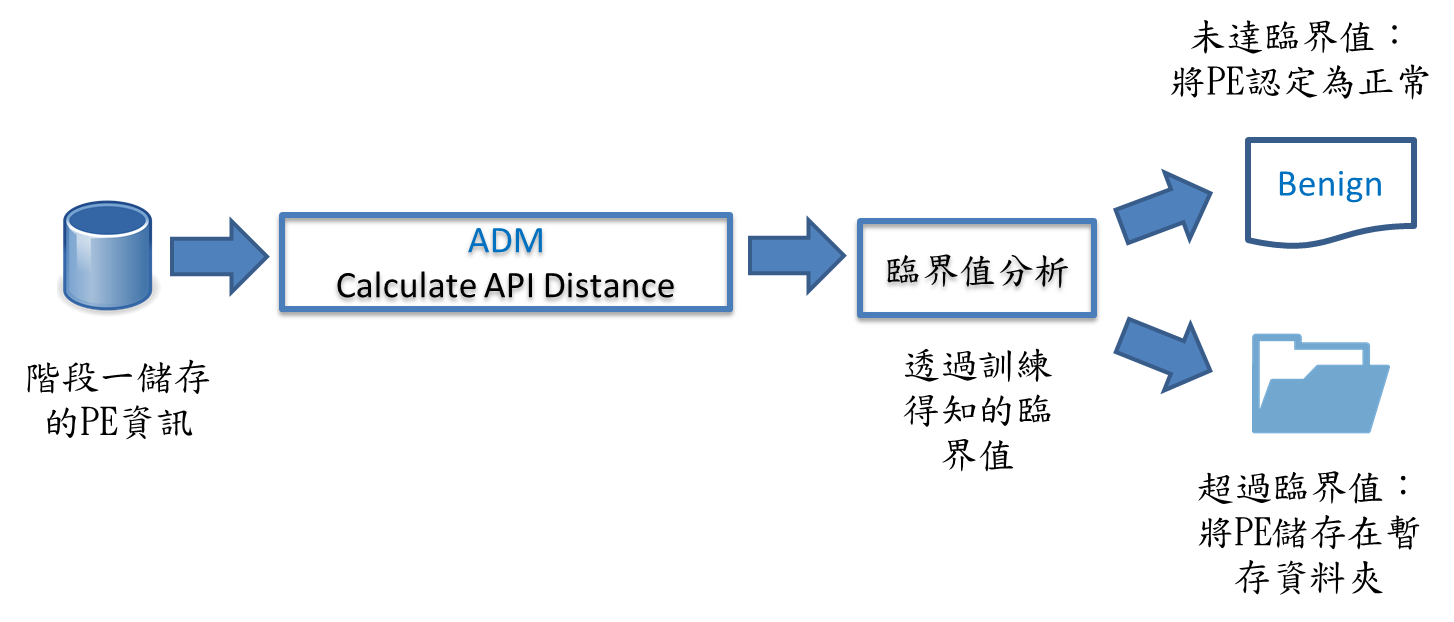 階段一儲存
的PE資訊
ADM
Calculate API Distance
臨界值分析
透過訓練
得知的臨
界值
未達臨界值：
將PE認定為正常
Benign
超過臨界值：
將PE儲存在暫
存資料夾